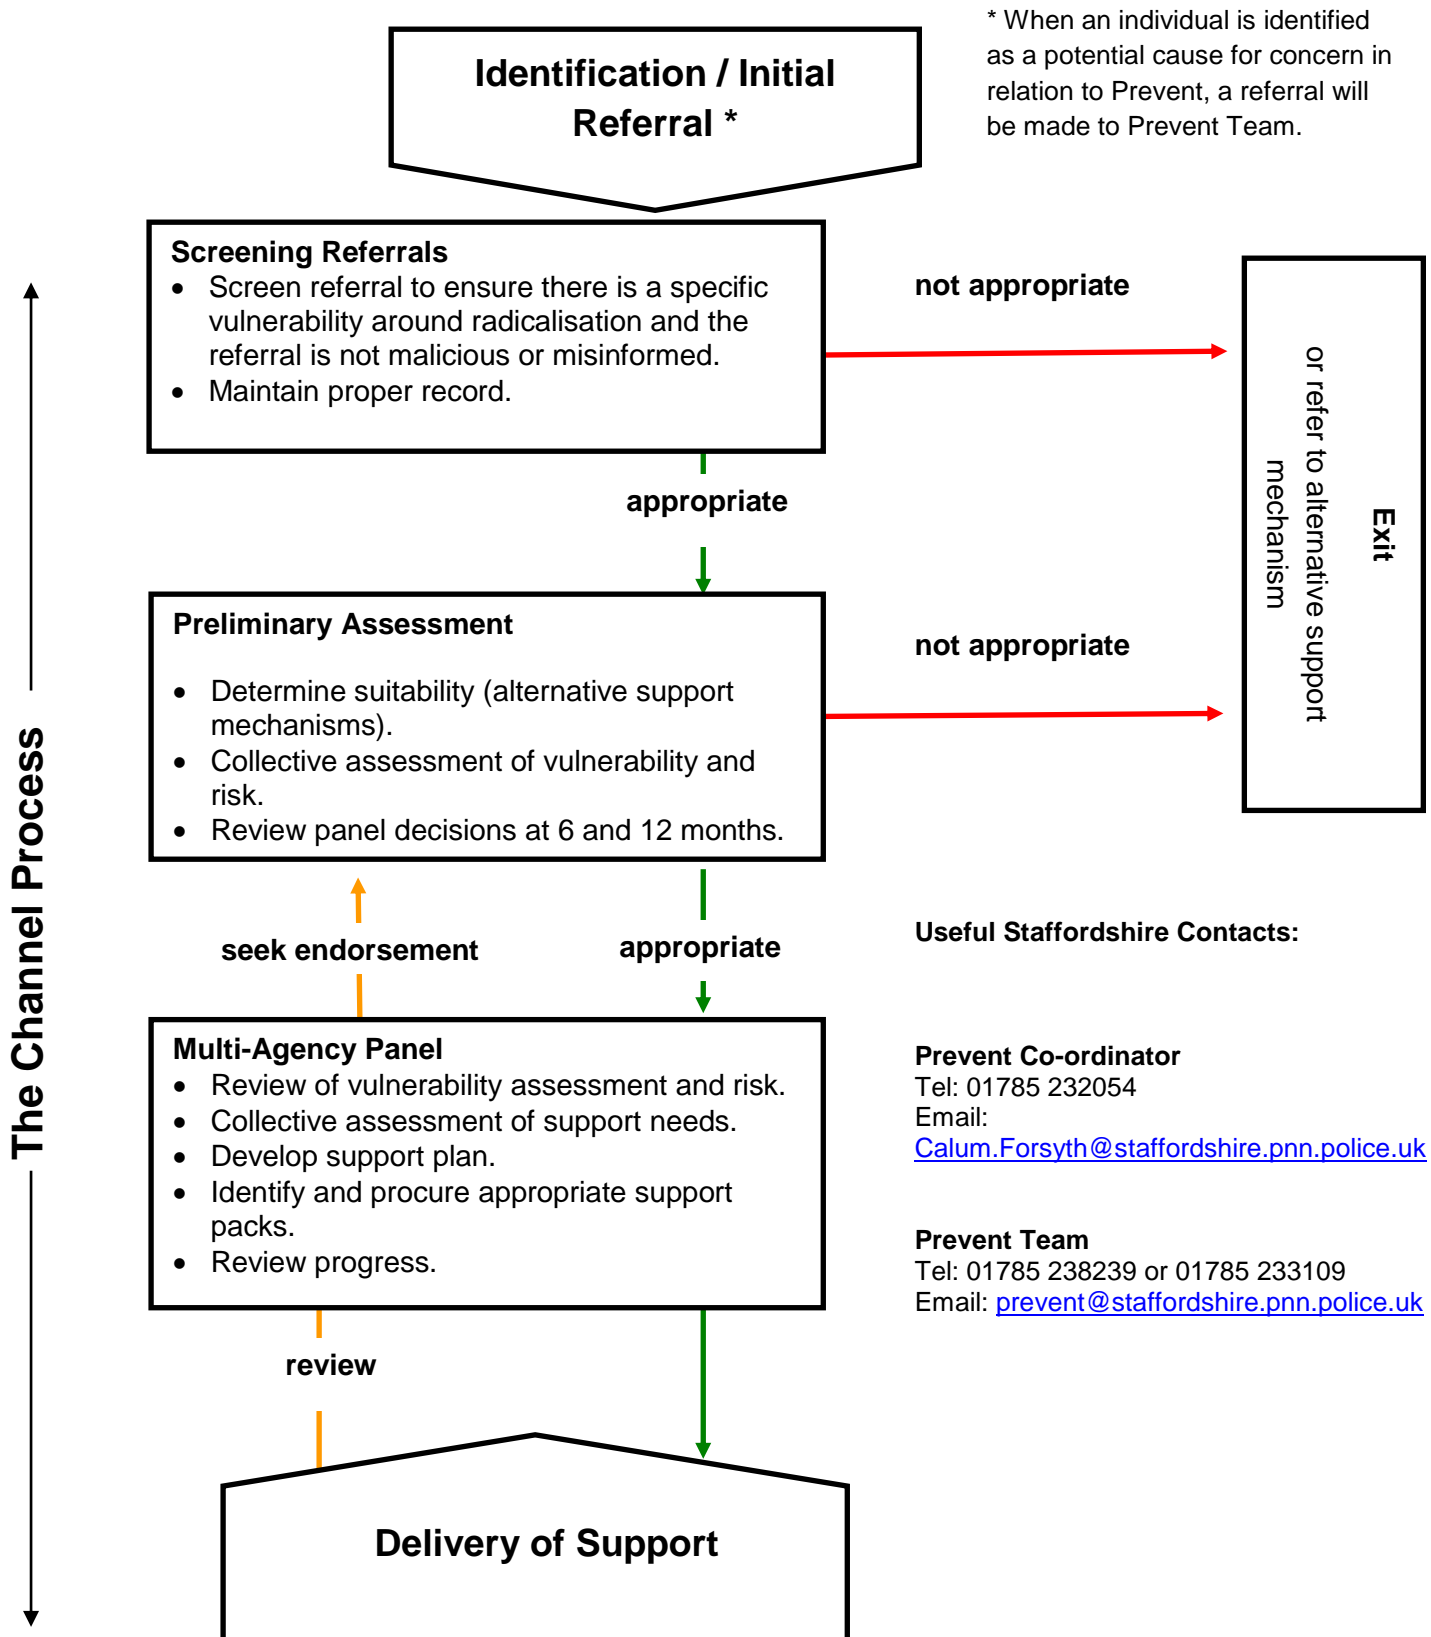 * When an individual is identified
as a potential cause for concern in
relation to Prevent, a referral will
be made to Prevent Team.
Identification / Initial
Referral *
Screening Referrals
• Screen referral to ensure there is a specific
vulnerability around radicalisation and the
referral is not malicious or misinformed.
• Maintain proper record.
not appropriate
Exit
or refer to alternative support
mechanism
appropriate
Preliminary Assessment
• Determine suitability (alternative support
mechanisms).
• Collective assessment of vulnerability and
risk.
• Review panel decisions at 6 and 12 months.
not appropriate
The Channel Process
seek endorsement
appropriate
Multi-Agency Panel
• Review of vulnerability assessment and risk.
• Collective assessment of support needs.
• Develop support plan.
• Identify and procure appropriate support
packs.
• Review progress.
review
Delivery of Support
Useful Staffordshire Contacts:
Prevent Co-ordinator
Tel: 01785 232054
Email:
Calum.Forsyth@staffordshire.pnn.police.uk
Prevent Team
Tel: 01785 238239 or 01785 233109
Email: prevent@staffordshire.pnn.police.uk